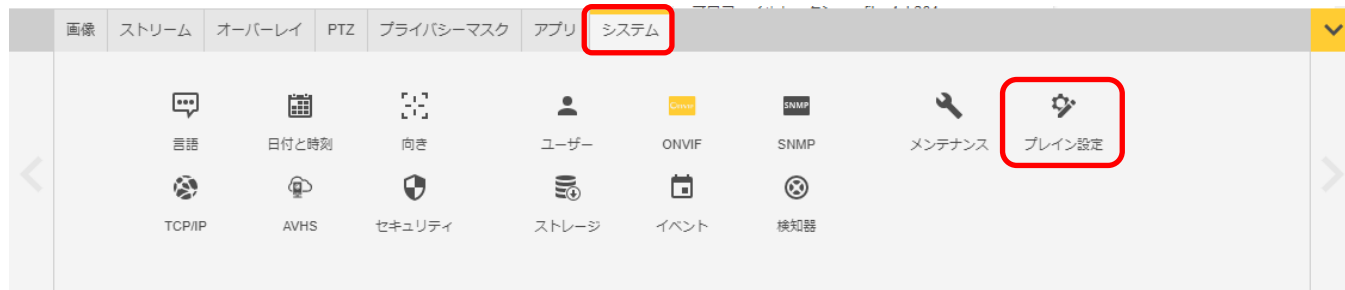 画像 ストリーム オーバーレイ PTZ プライバシーマスク アプリ システム
ONVIF SNMP
言語 日付と時刻 向き ユーザー ONVIF SNMP メンテナンス プレイン設定
TCP/IP AVHS セキュリティ ストレージ イベント 検知器